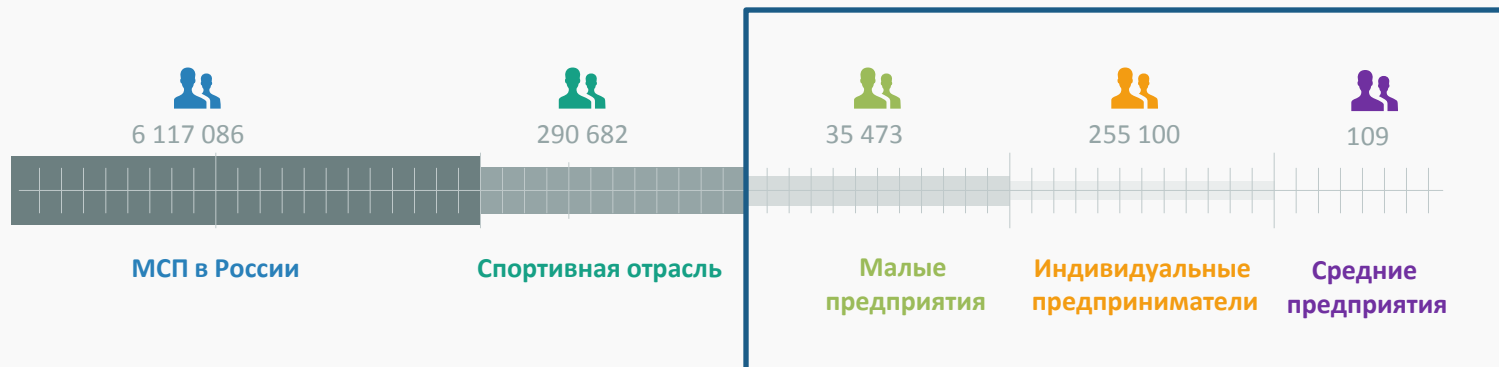 6 117 086
290 682
35 473
255 100
109
МСП в России
Спортивная отрасль
Малые
предприятия
Индивидуальные
предприниматели
Средние
предприятия